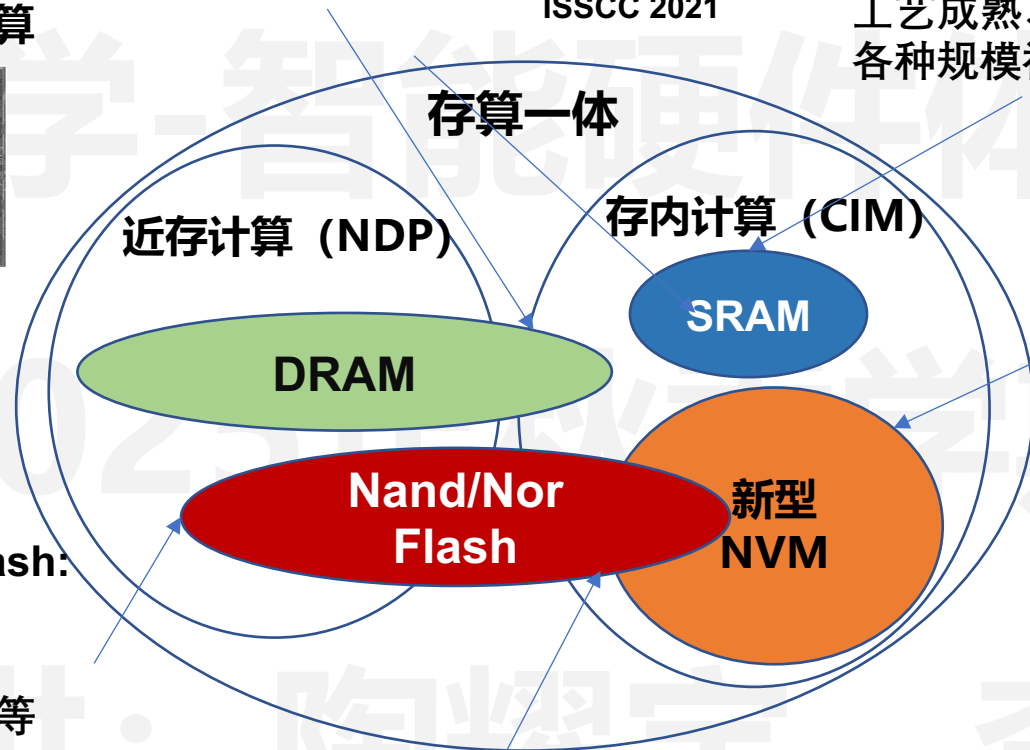 算
ISSCC 2021
工艺成熟
各种规模
存算一体
近存计算（NDP）
存内计算（CIM）
SRAM
DRAM
Nand/Nor
Flash
新型
NVM
ash:
等